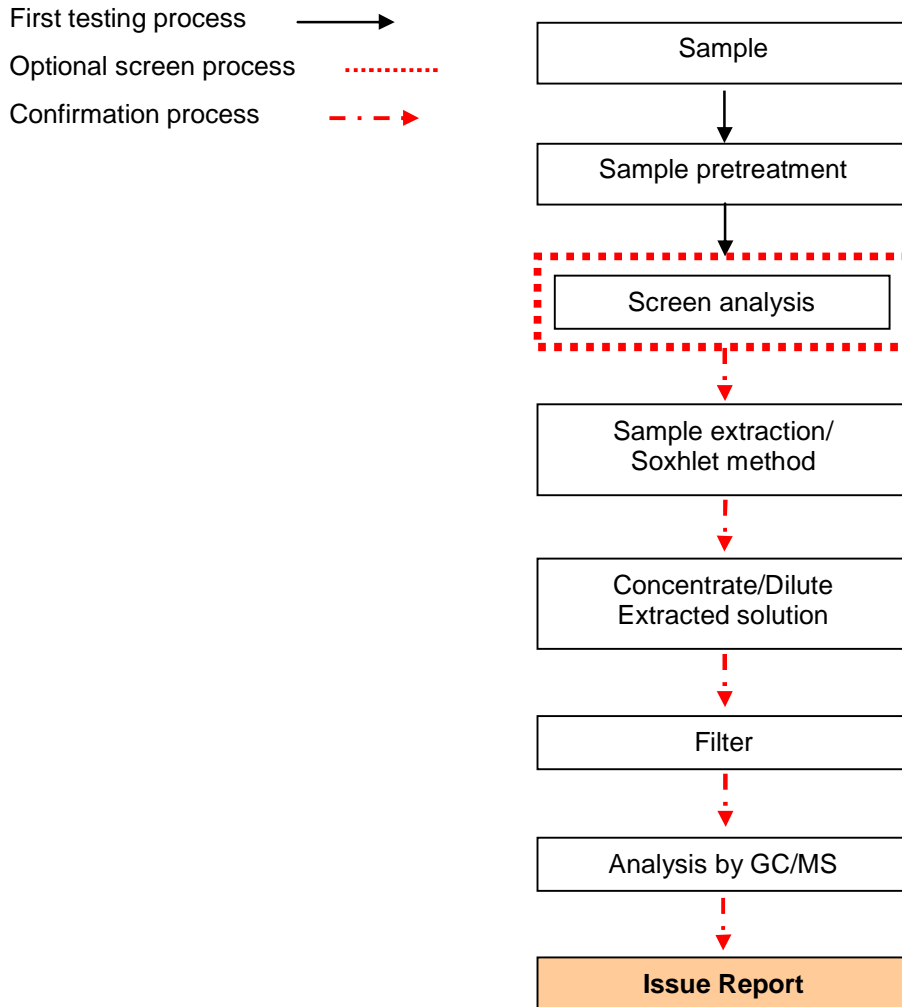 First testing process
Optional screen process
Confirmation process
Sample
Sample pretreatment
Screen analysis
Sample extraction/
Soxhlet method
Concentrate/Dilute
Extracted solution
Filter
Analysis by GC/MS
Issue Report